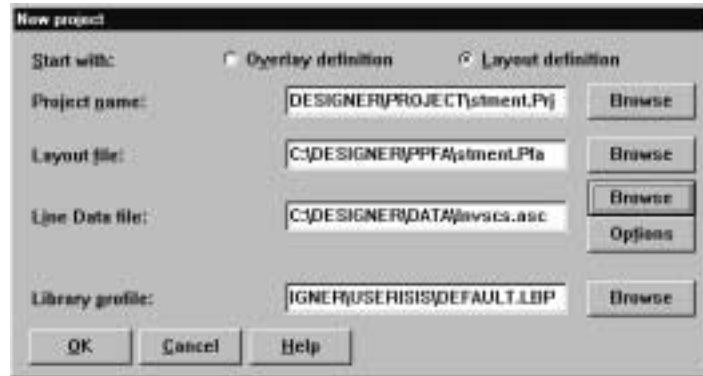 New project
Start with: Overlay definition Layout definition
Project name: DESIGNER\PROJECT\stment.Prj Browse
Layout file: C:\DESIGNER\PPFA\stment.Pfa Browse
Browse
Line Data file: C:\DESIGNER\DATA\Invscs.asc
Options
Library profile: IGNER\USERISIS\DEFAULT.LBP Browse
OK Cancel Help